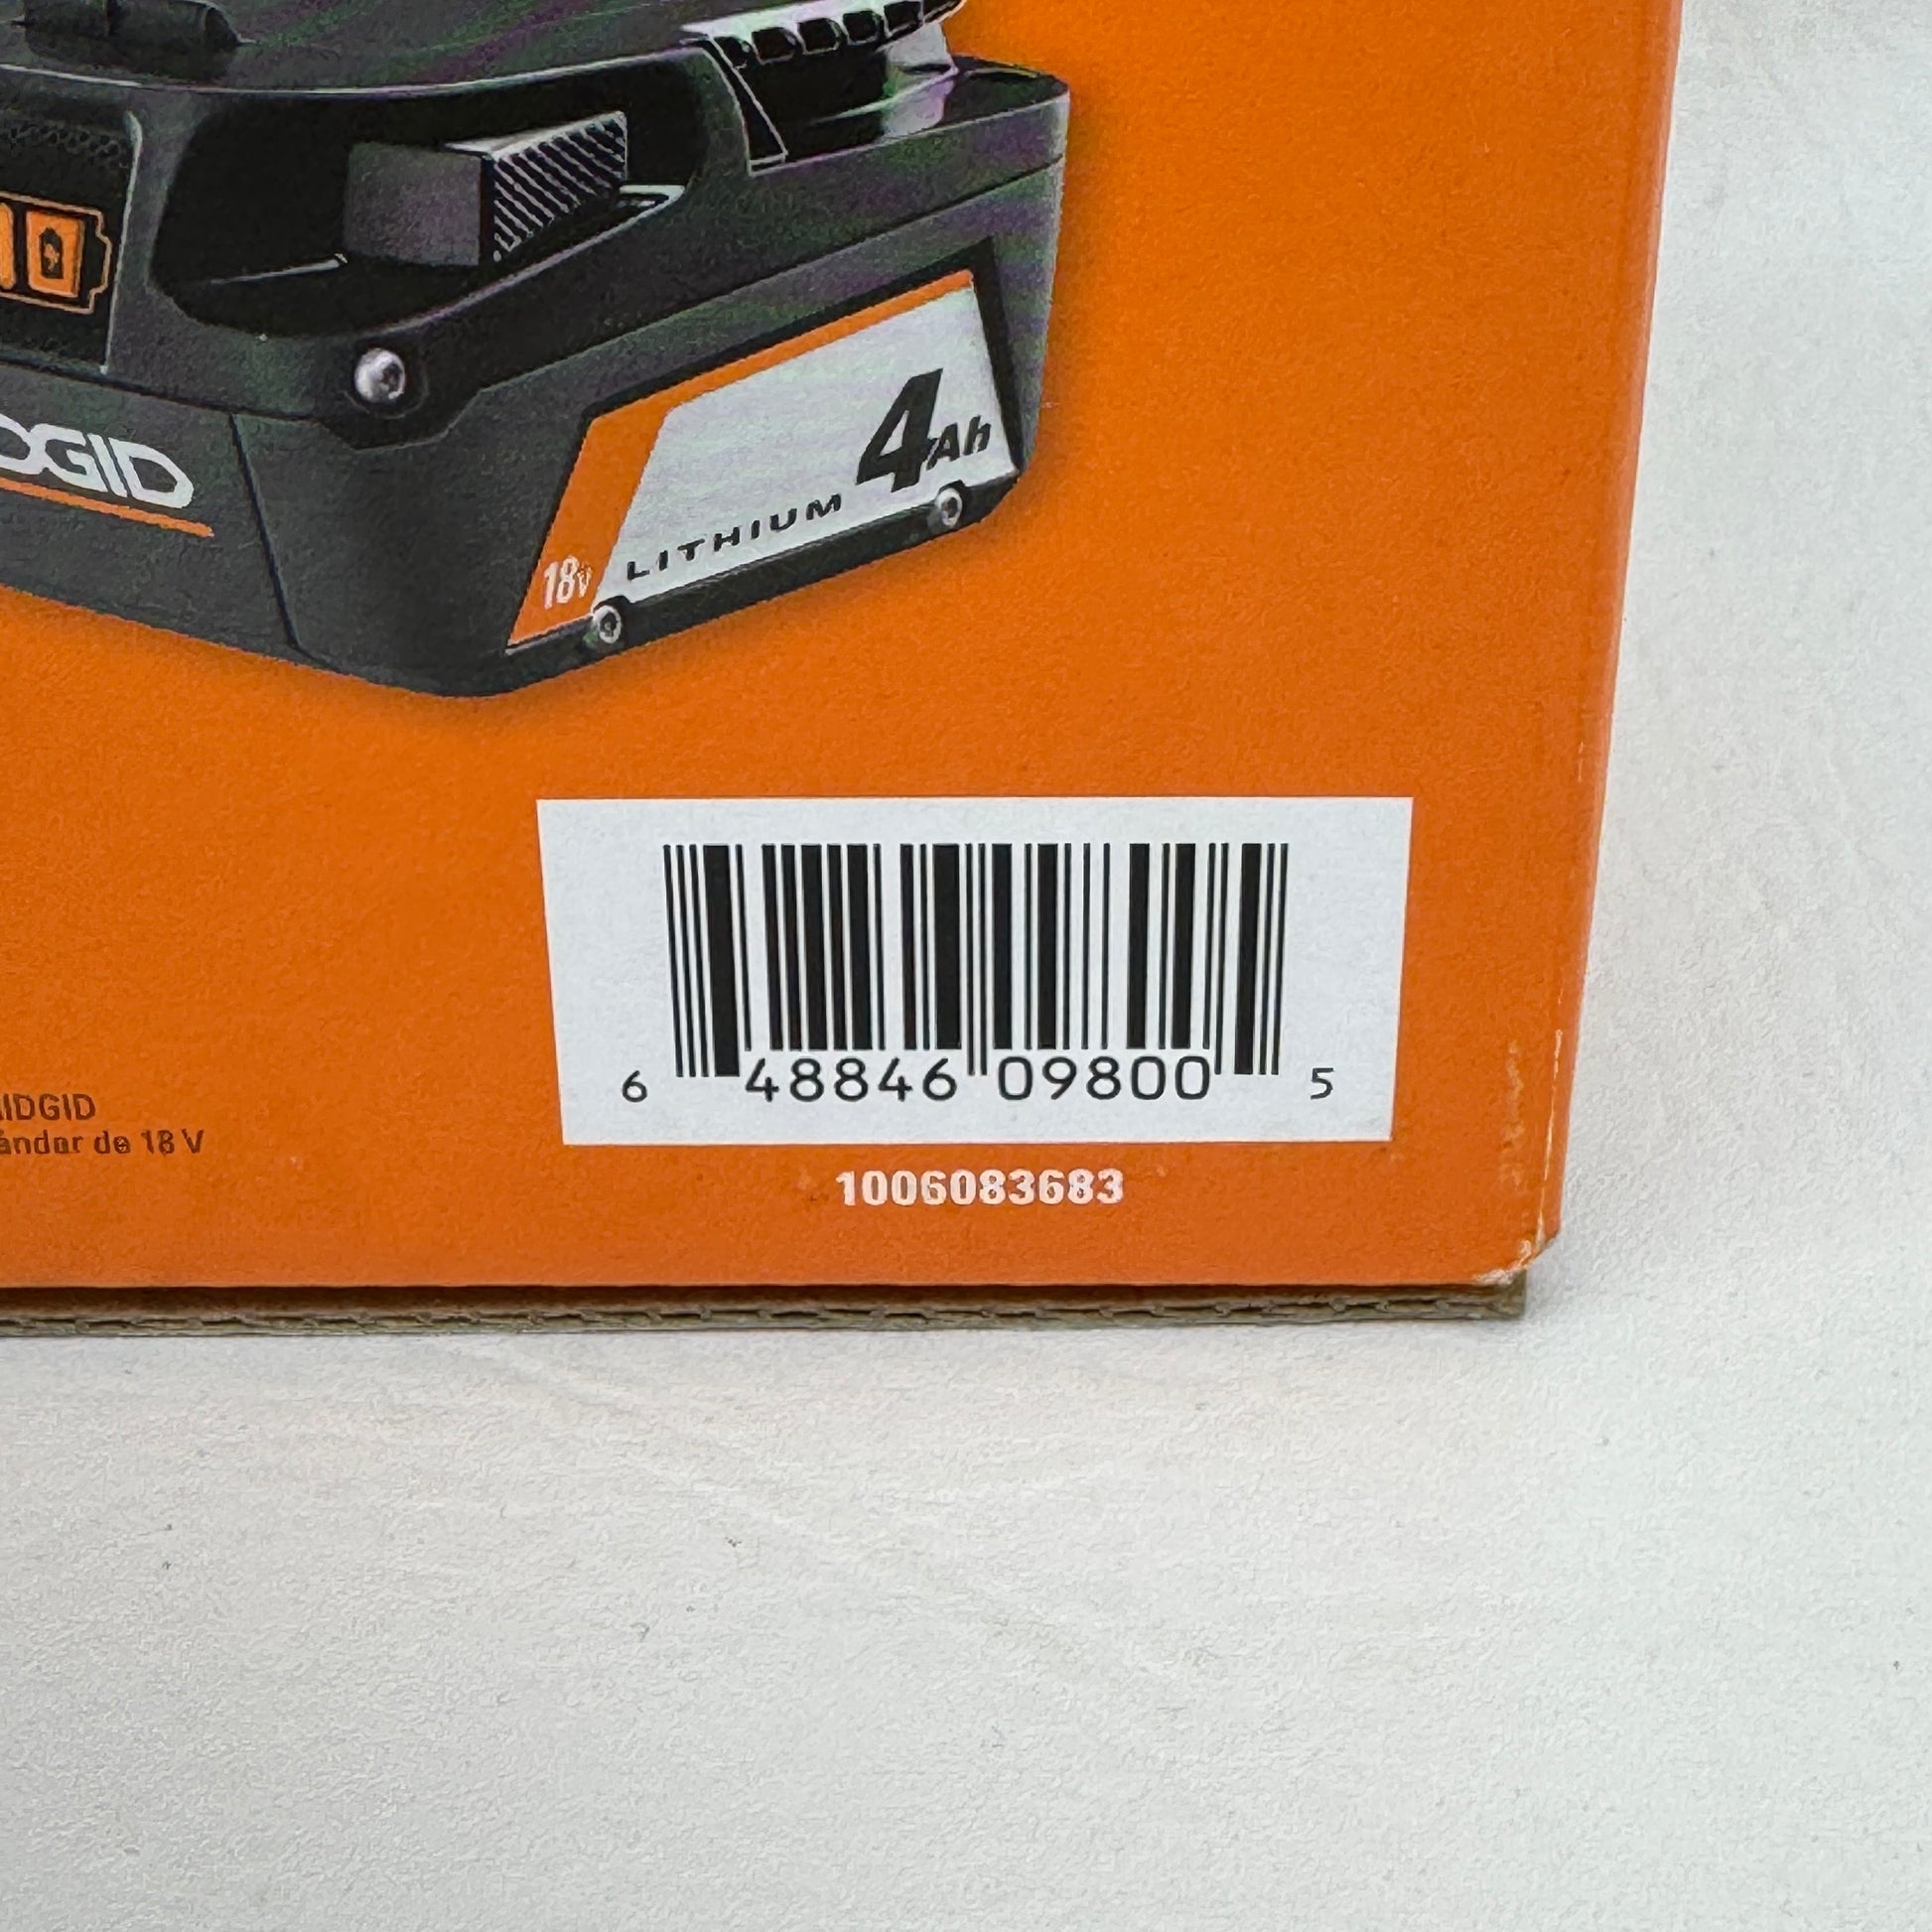 DGID
18V LITHIUM 4Ah
6 48846 09800 5
RIDGID
ándar de 18 V
1006083683